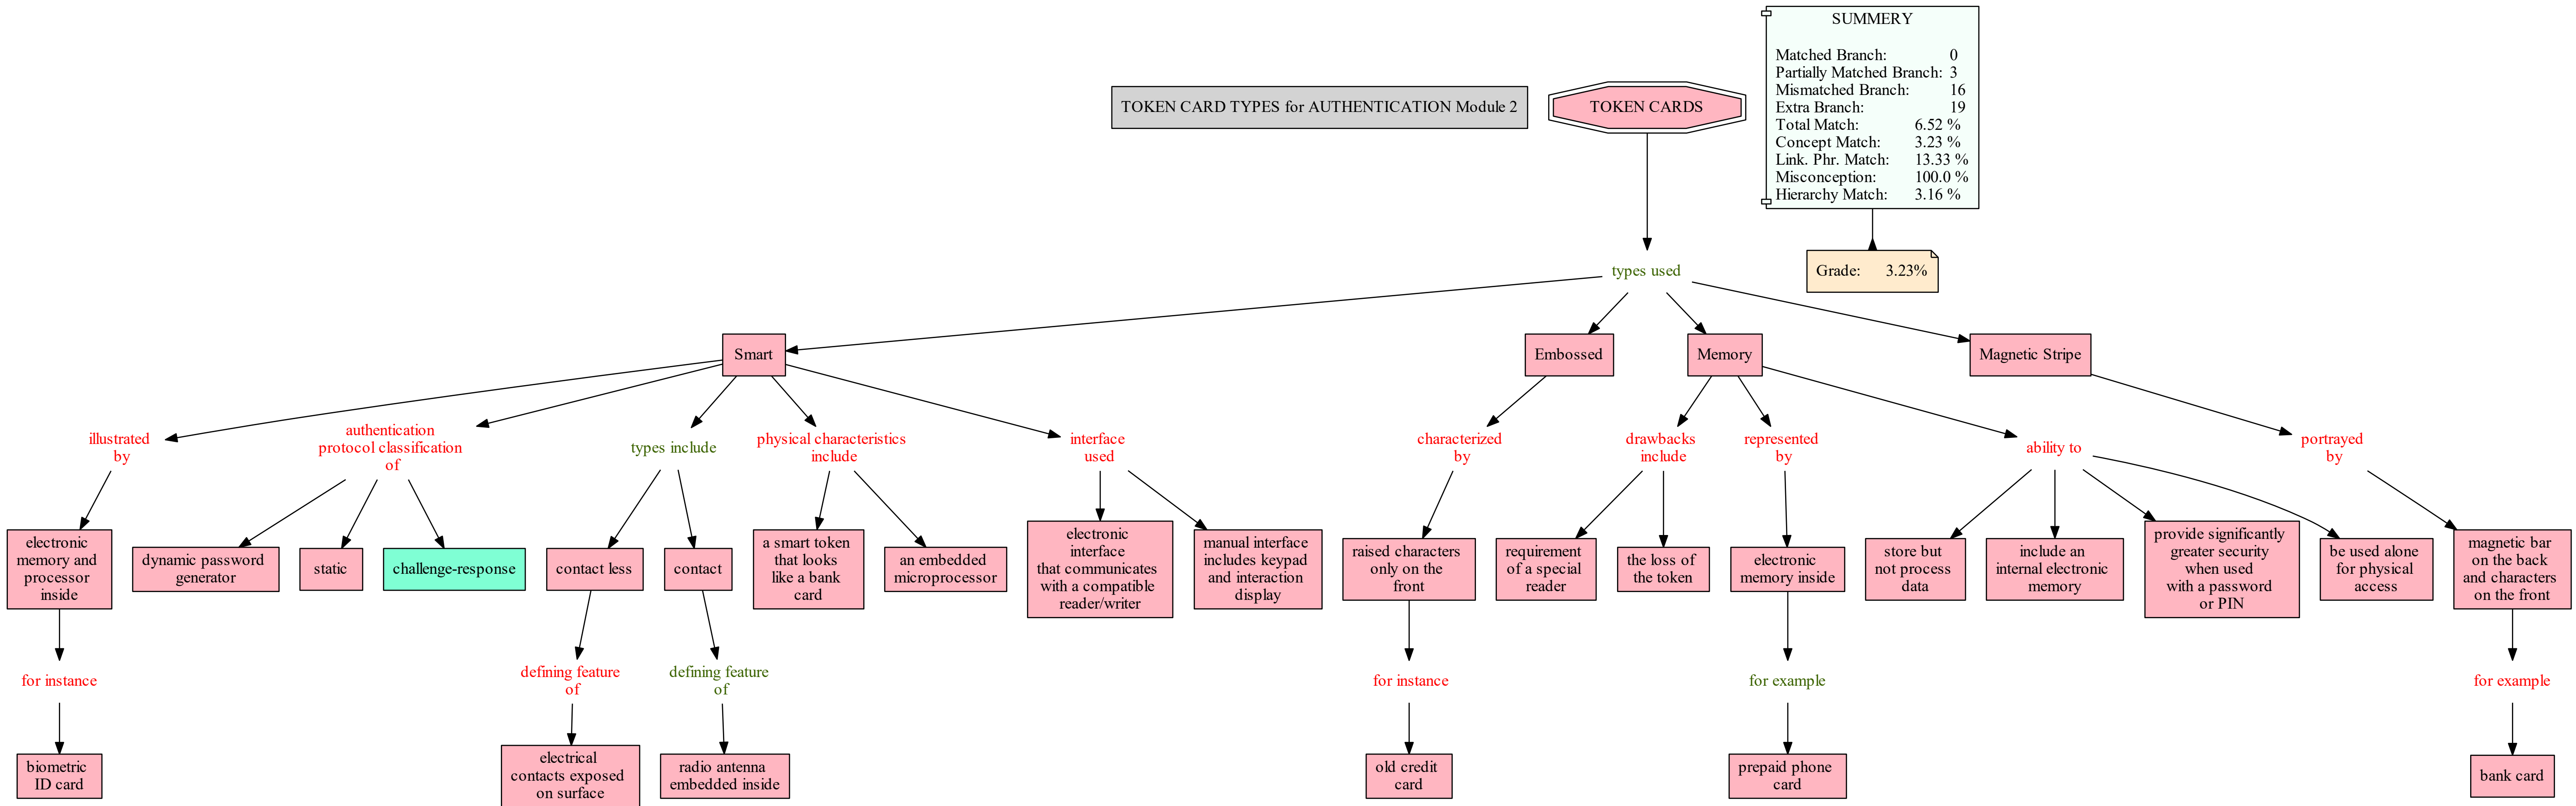 SUMMERY
Matched Branch: 0
Partially Matched Branch: 3
Mismatched Branch: 16
Extra Branch: 19
Total Match: 6.52 %
Concept Match: 3.23 %
Link. Phr. Match: 13.33 %
Misconception: 100.0 %
Hierarchy Match: 3.16 %
TOKEN CARD TYPES for AUTHENTICATION Module 2
TOKEN CARDS
Grade: 3.23%
types used
Smart
Embossed
Memory
Magnetic Stripe
illustrated
by
authentication
protocol classification
of
types include
physical characteristics
include
interface
used
characterized
by
drawbacks
include
represented
by
ability to
portrayed
by
electronic
memory and
processor
inside
dynamic password
generator
static
challenge-response
contact less
contact
a smart token
that looks
like a bank
card
an embedded
microprocessor
electronic
interface
that communicates
with a compatible
reader/writer
manual interface
includes keypad
and interaction
display
raised characters
only on the
front
requirement
of a special
reader
the loss of
the token
electronic
memory inside
store but
not process
data
include an
internal electronic
memory
provide significantly
greater security
when used
with a password
or PIN
be used alone
for physical
access
magnetic bar
on the back
and characters
on the front
for instance
defining feature
of
defining feature
of
for instance
for example
for example
biometric
ID card
electrical
contacts exposed
on surface
radio antenna
embedded inside
old credit
card
prepaid phone
card
bank card